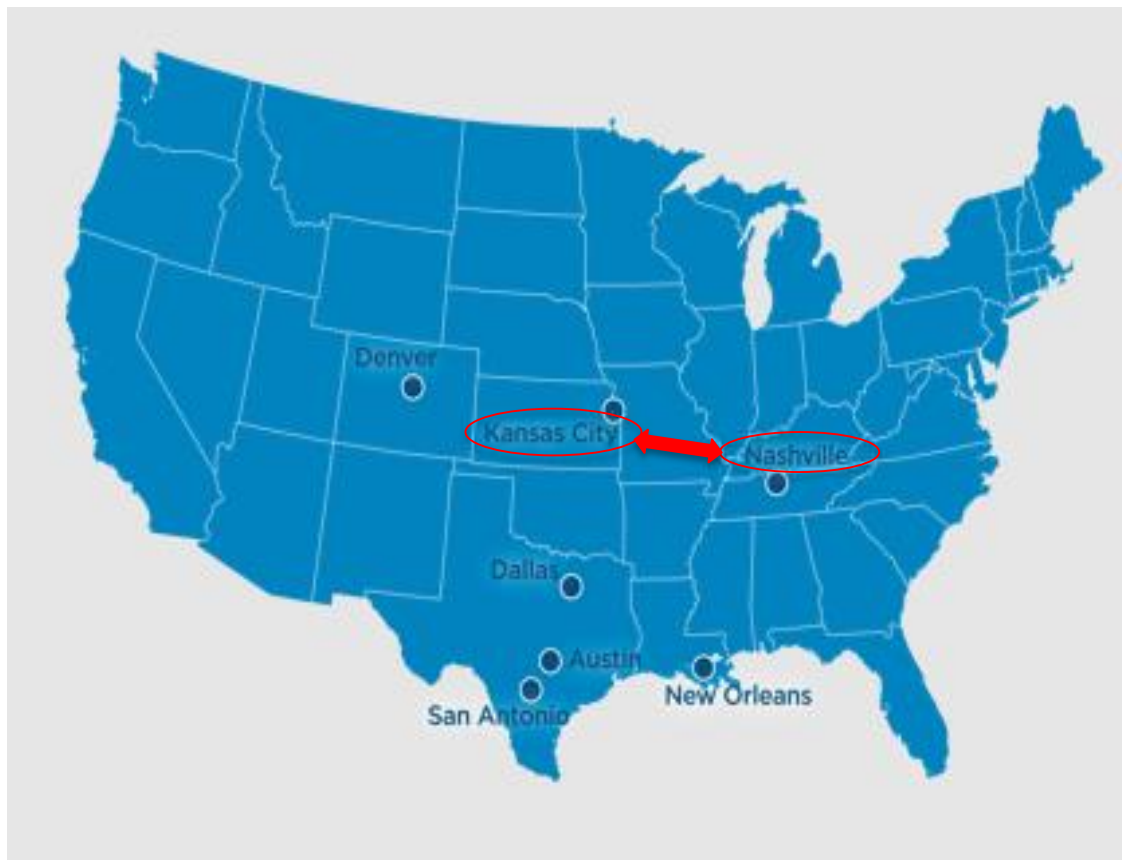 Denver
Kansas City
Nashville
Dallas
Austin
New Orleans
San Antonio